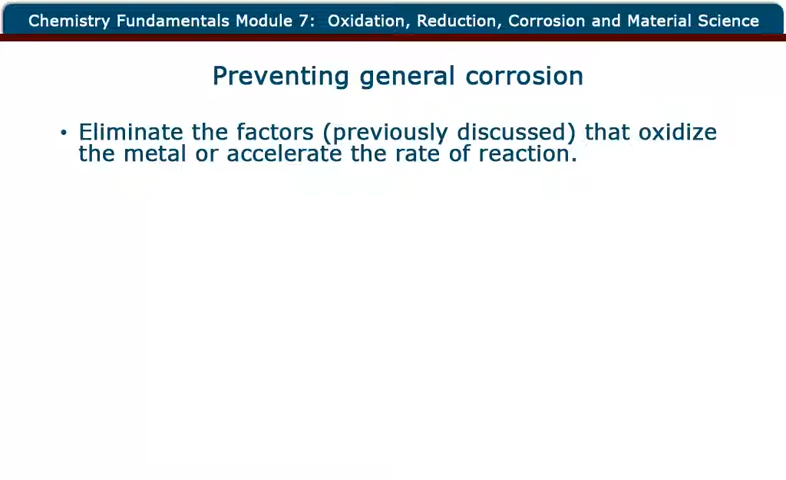 Chemistry Fundamentals Module 7: Oxidation, Reduction, Corrosion and Material Science
Preventing general corrosion
• Eliminate the factors (previously discussed) that oxidize
the metal or accelerate the rate of reaction.